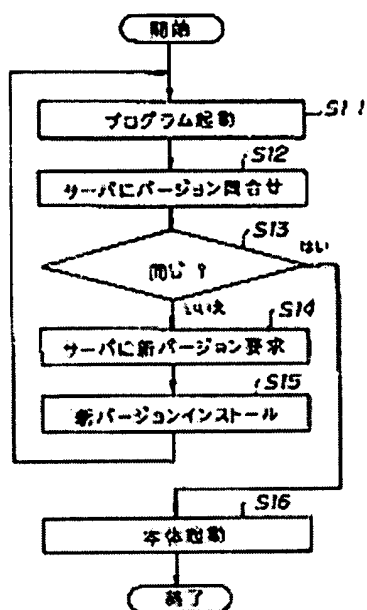 開始
プログラム起動
S11
S12
サーバにバージョン問合せ
S13
はい
同じ?
いいえ
S14
サーバに新バージョン要求
S15
新バージョンインストール
S16
本体起動
終了